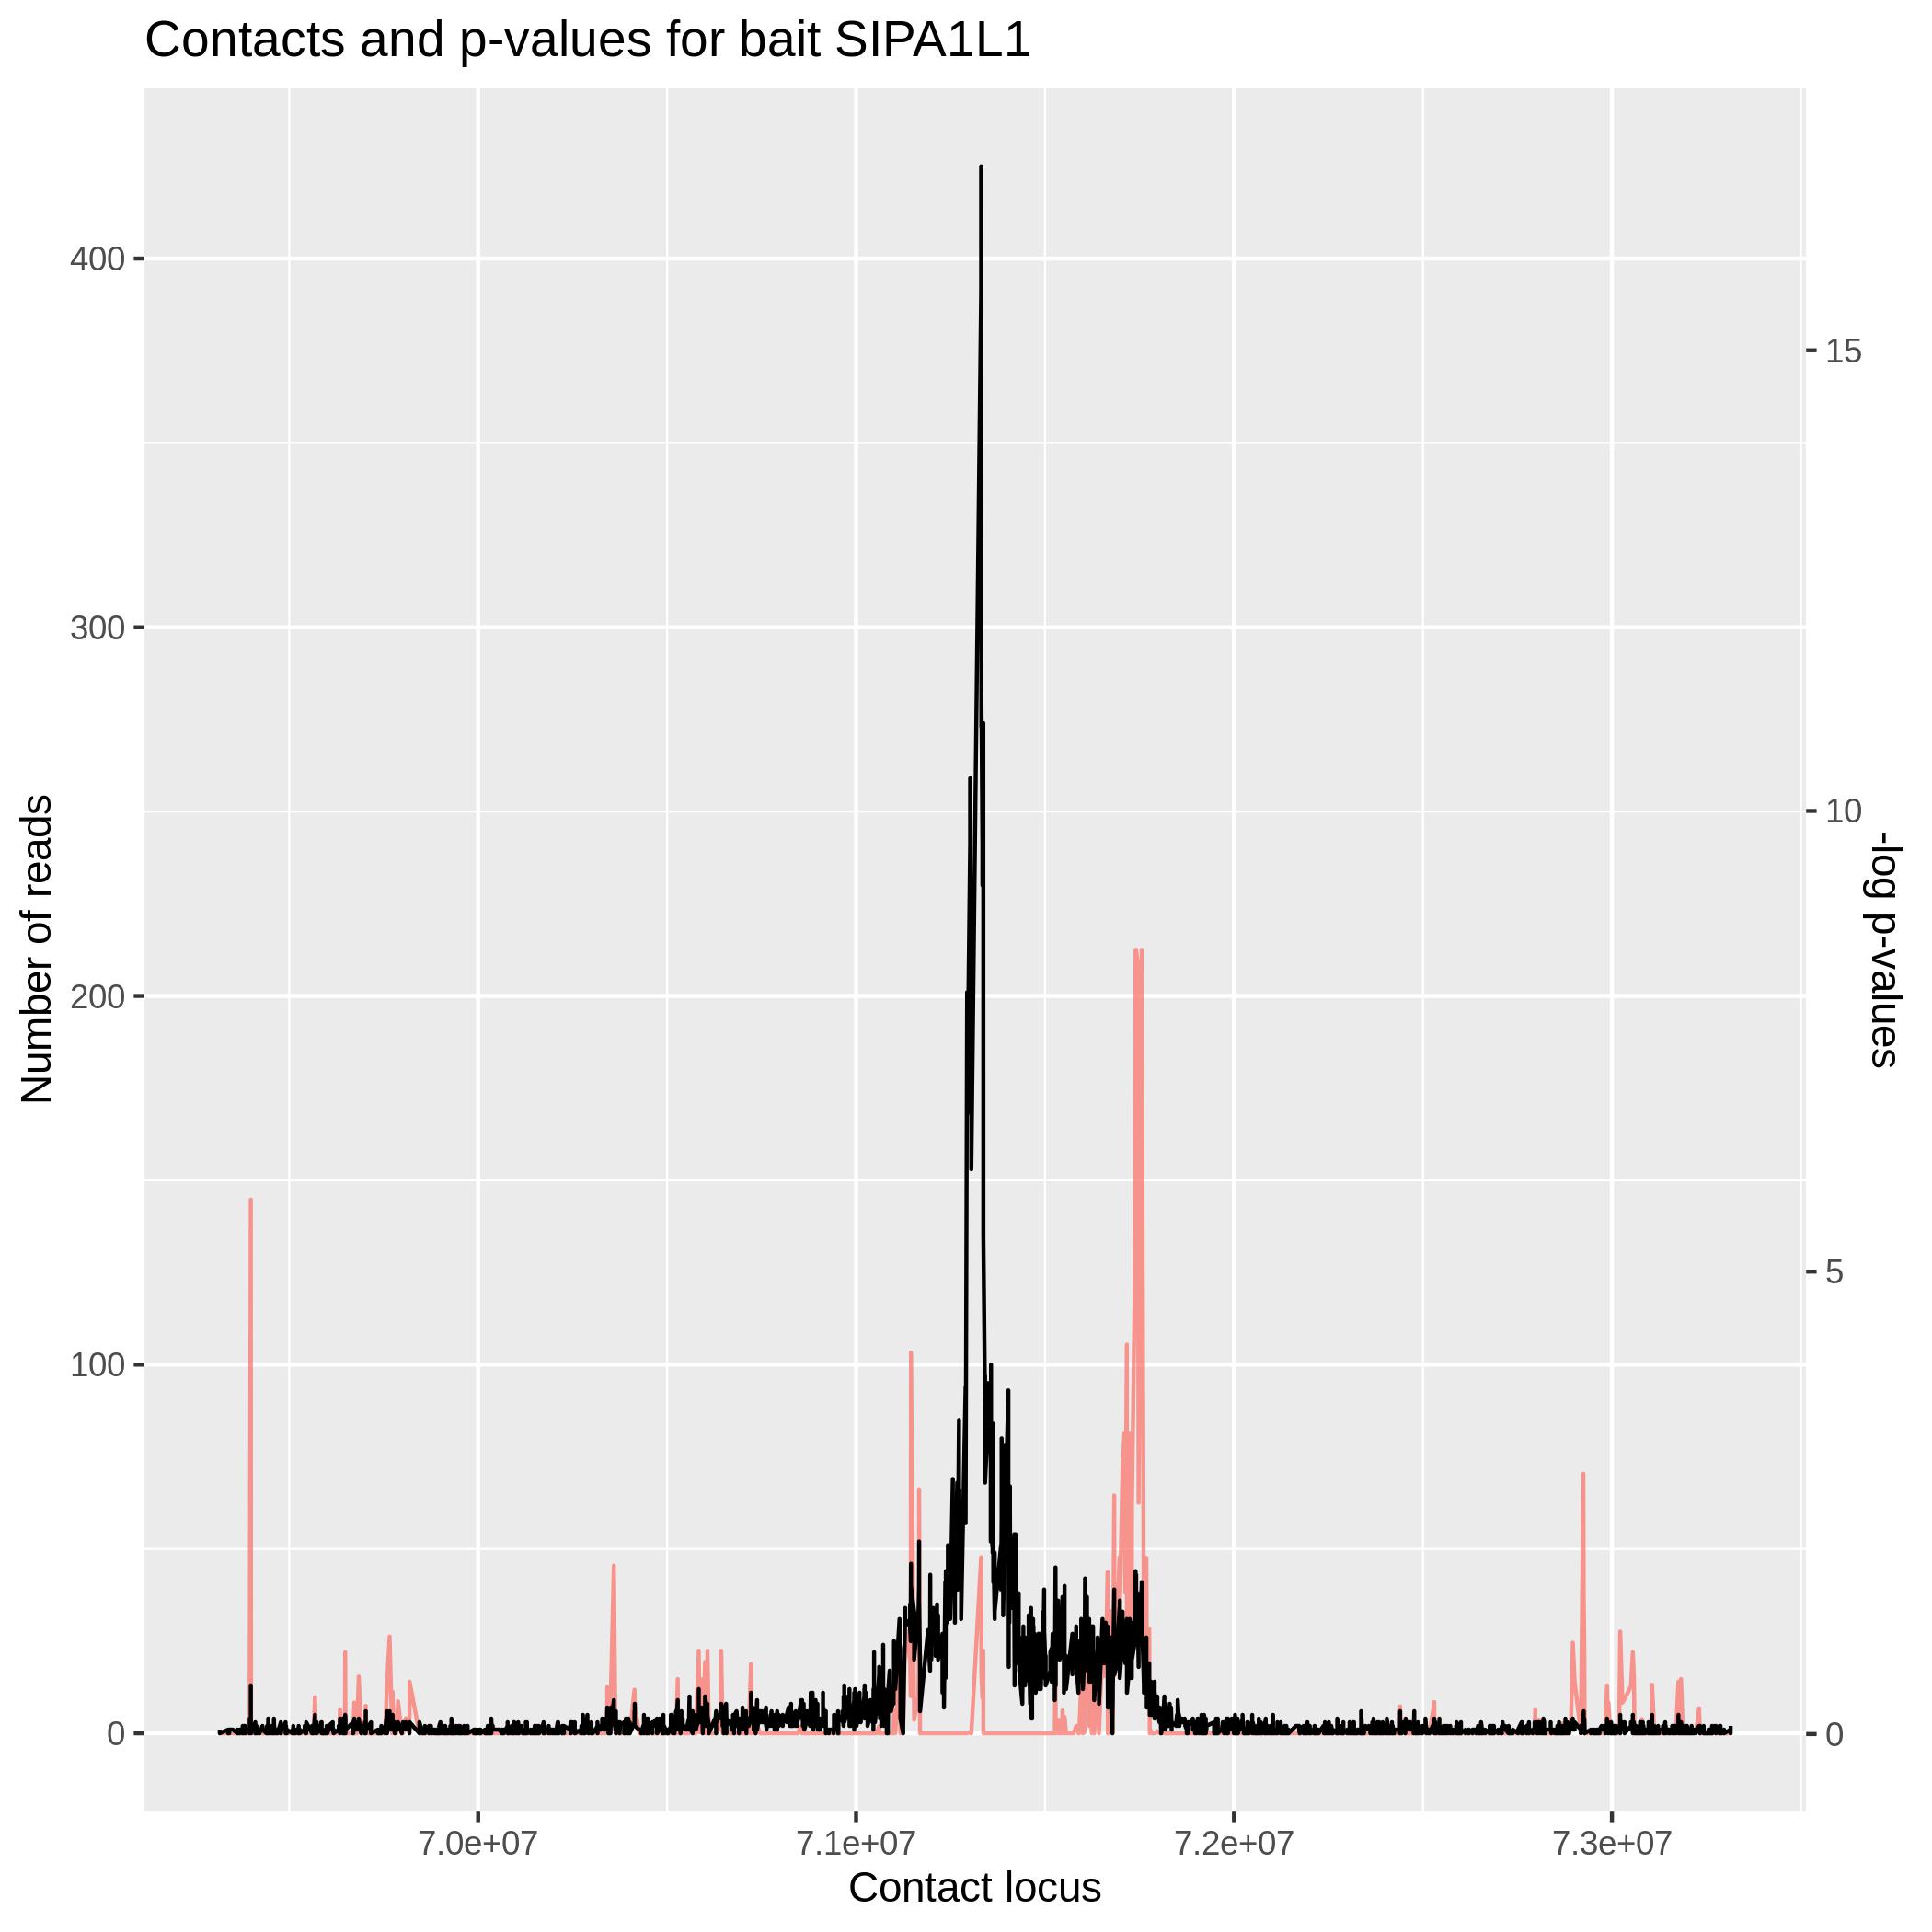 Contacts and p-values for bait SIPA1L1
400
300
200
100
0
Number of reads
15
10
5
0
-log p-values
7.0e+07 7.1e+07 7.2e+07 7.3e+07
Contact locus